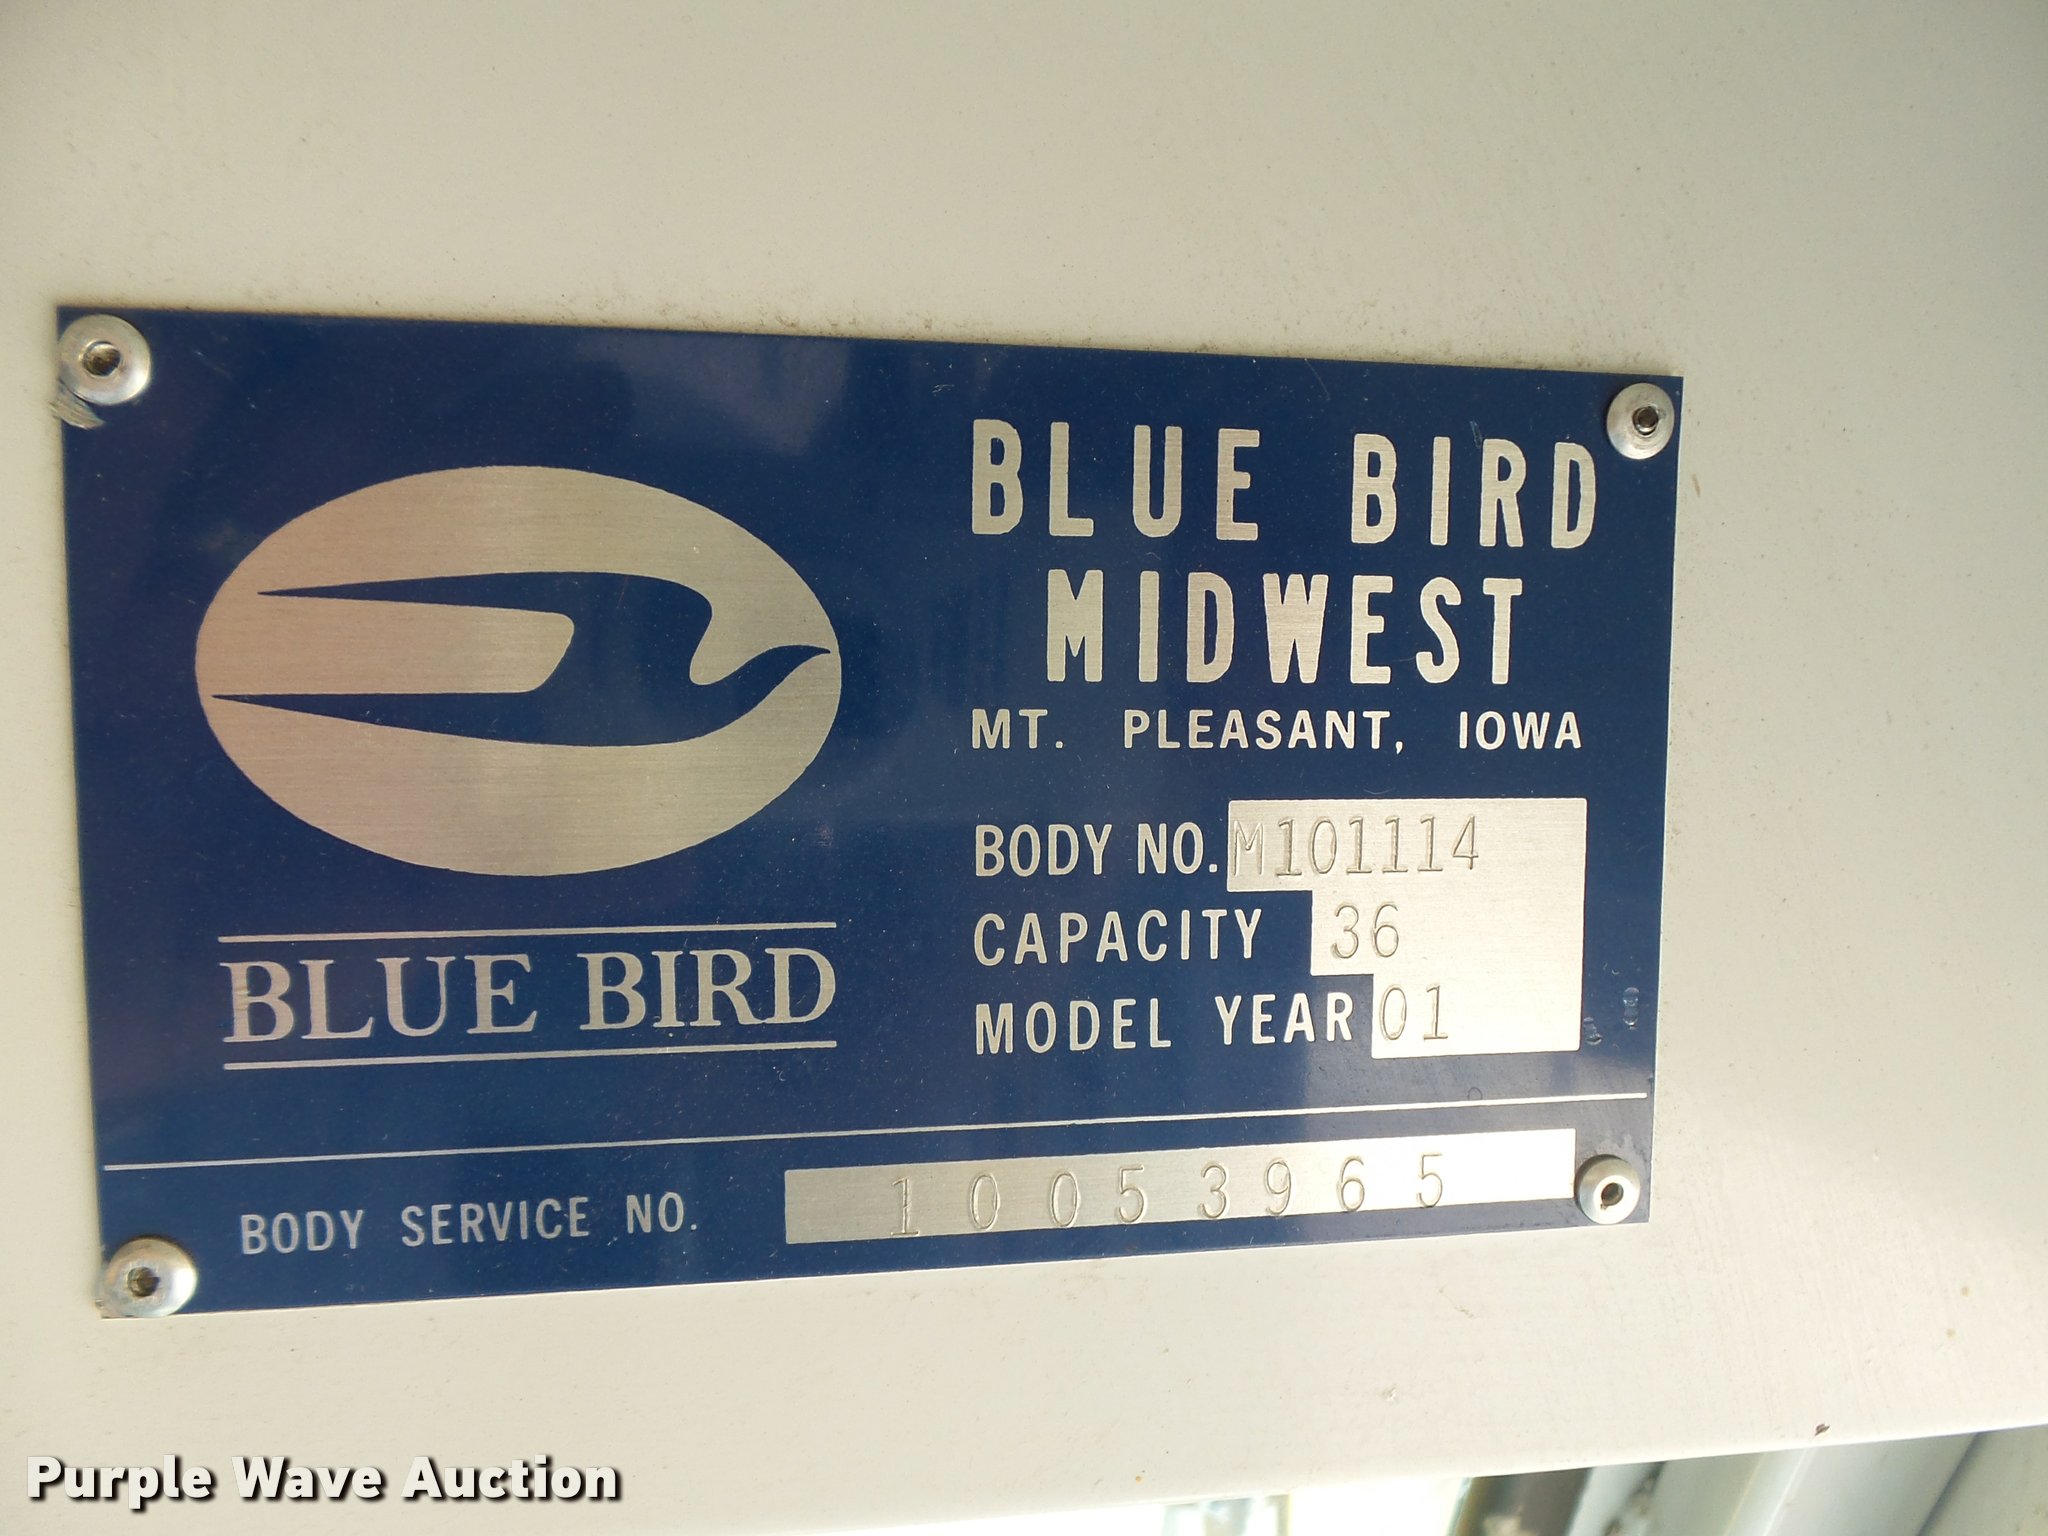 BLUE BIRD
MIDWEST
MT. PLEASANT, IOWA
BODY NO. M101114
CAPACITY 36
MODEL YEAR 01
BLUE BIRD
BODY SERVICE NO. 10053965
Purple Wave Auction